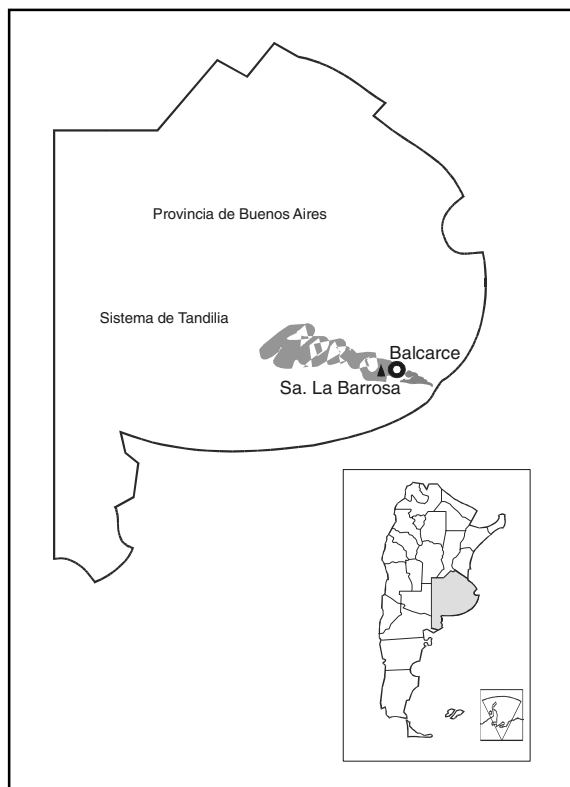 Provincia de Buenos Aires
Sistema de Tandilia
Balcarce
Sa. La Barrosa